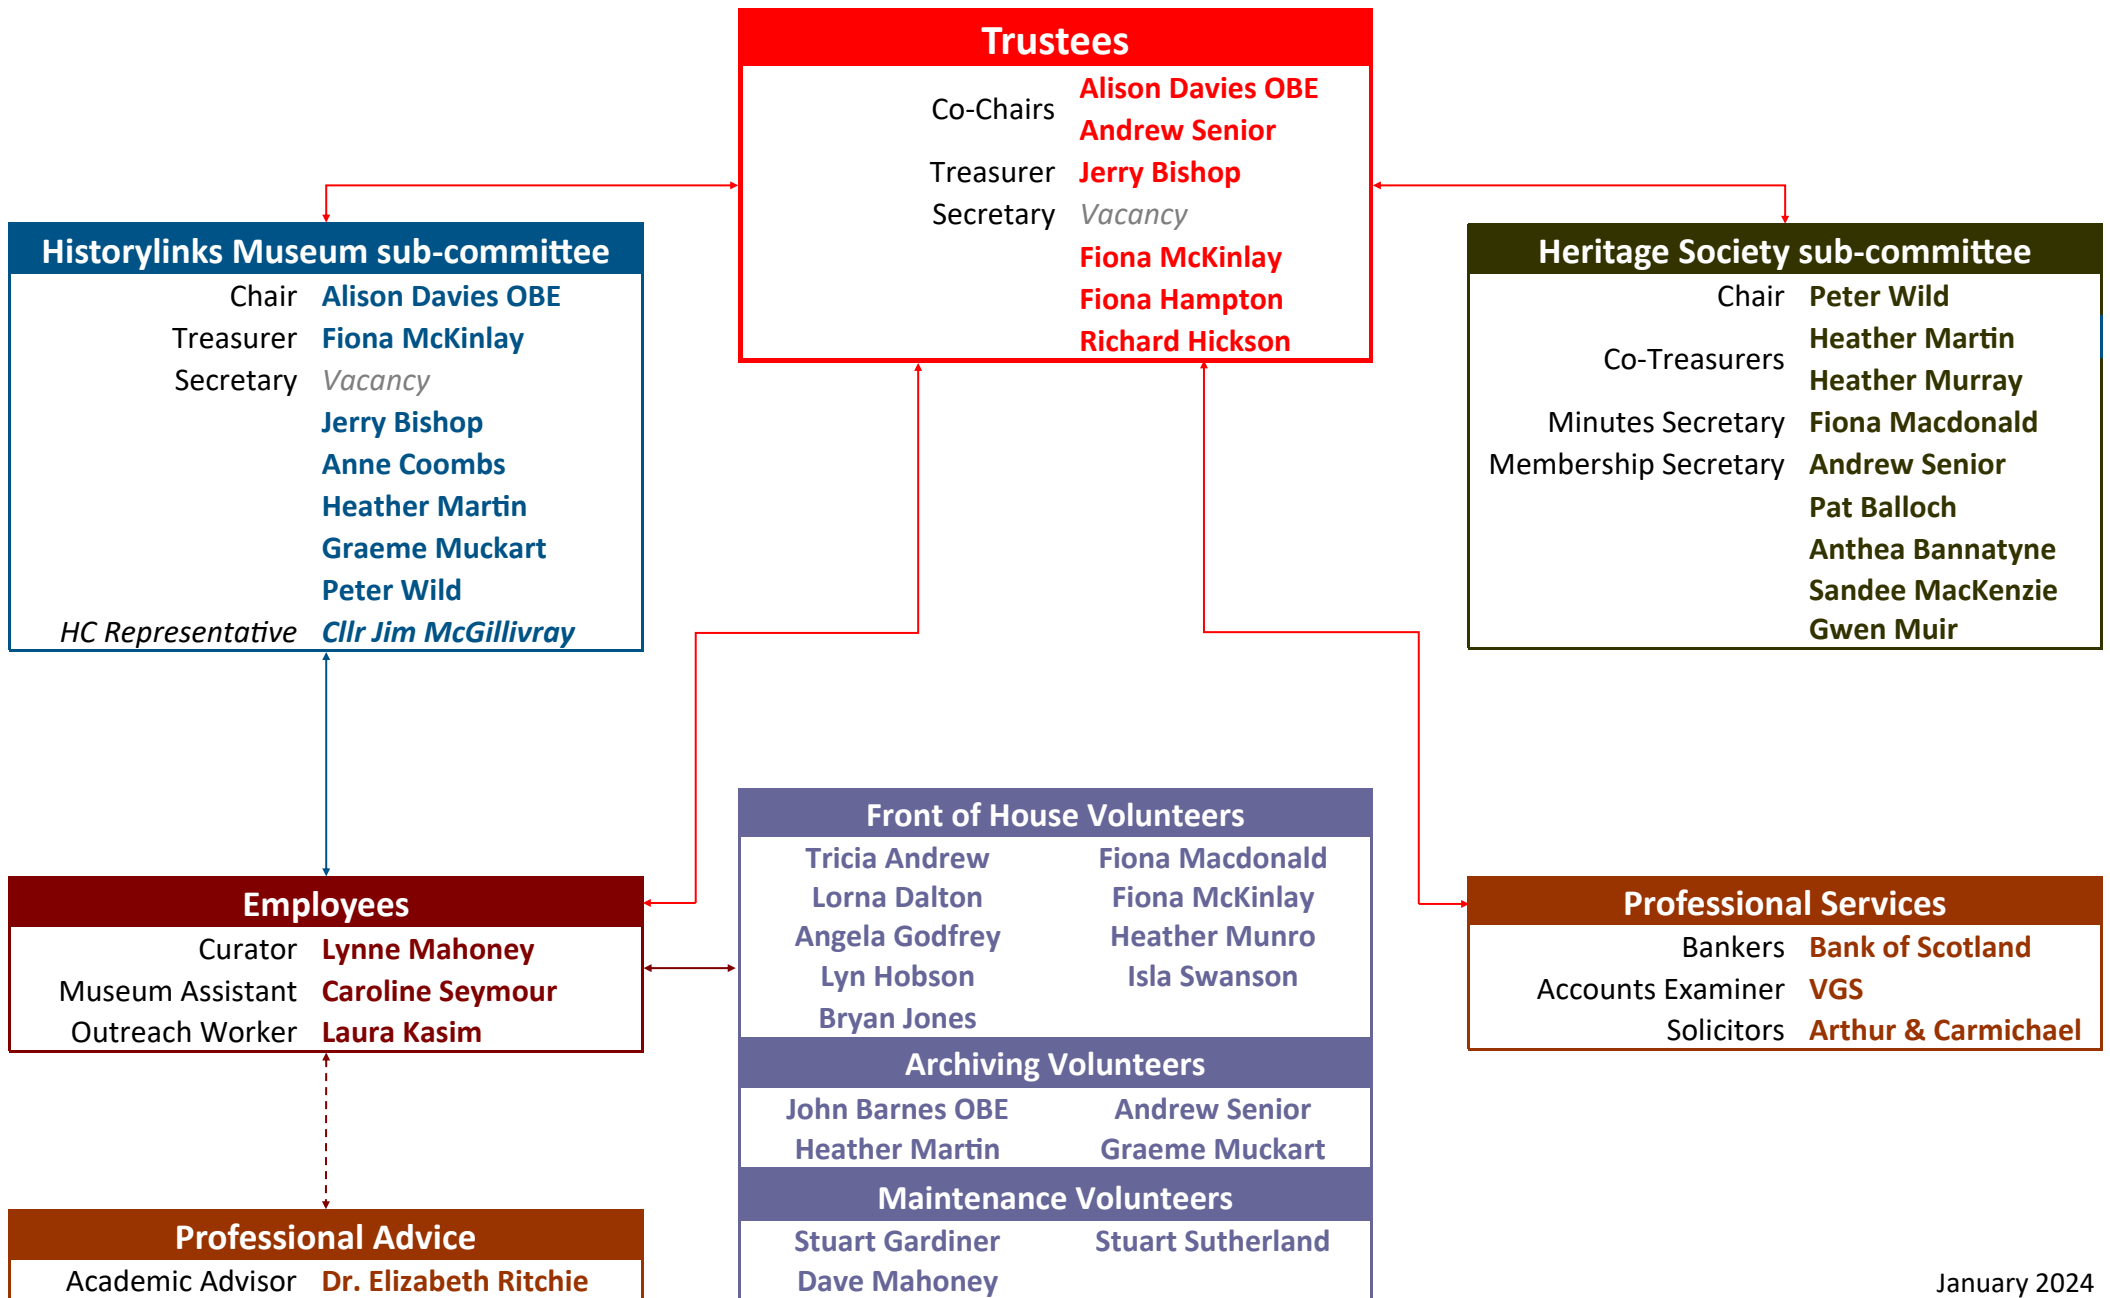 Trustees
Co-Chairs
Alison Davies OBE
Andrew Senior
Treasurer Jerry Bishop
Secretary Vacancy
Fiona McKinlay
Fiona Hampton
Richard Hickson
Historylinks Museum sub-committee
Chair Alison Davies OBE
Treasurer Fiona McKinlay
Secretary Vacancy
Jerry Bishop
Anne Coombs
Heather Martin
Graeme Muckart
Peter Wild
HC Representative Cllr Jim McGillivray
Heritage Society sub-committee
Chair Peter Wild
Co-Treasurers
Heather Martin
Heather Murray
Minutes Secretary Fiona Macdonald
Membership Secretary Andrew Senior
Pat Balloch
Anthea Bannatyne
Sandee MacKenzie
Gwen Muir
Employees
Curator Lynne Mahoney
Museum Assistant Caroline Seymour
Outreach Worker Laura Kasim
Front of House Volunteers
Tricia Andrew Fiona Macdonald
Lorna Dalton Fiona McKinlay
Angela Godfrey Heather Munro
Lyn Hobson Isla Swanson
Bryan Jones
Archiving Volunteers
John Barnes OBE Andrew Senior
Heather Martin Graeme Muckart
Maintenance Volunteers
Stuart Gardiner Stuart Sutherland
Dave Mahoney
Professional Services
Bankers Bank of Scotland
Accounts Examiner VGS
Solicitors Arthur & Carmichael
Professional Advice
Academic Advisor Dr. Elizabeth Ritchie
January 2024